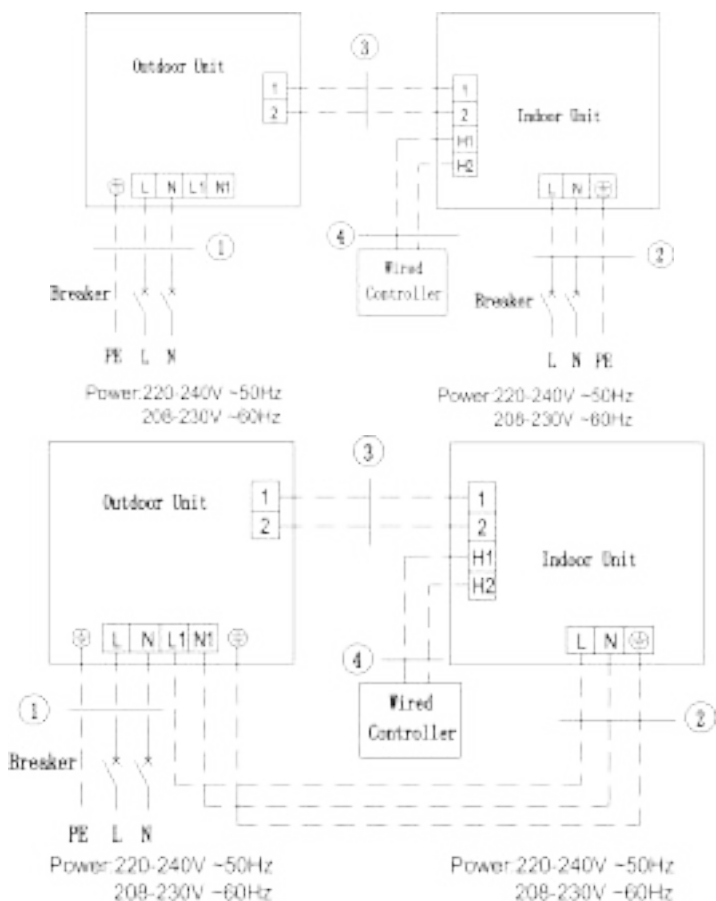 ③
Outdoor Unit
1
2
1
2
H1
H2
Indoor Unit
L N L1 N1
L N
①
④
②
Wired
Controller
Breaker
Breaker
PE L N
L N PE
Power:220-240V ~50Hz
208-230V ~60Hz
Power:220-240V ~50Hz
208-230V ~60Hz
③
Outdoor Unit
1
2
1
2
H1
H2
Indoor Unit
L N L1 N1
L N
①
④
②
Wired
Controller
Breaker
PE L N
Power:220-240V ~50Hz
208-230V ~60Hz
Power:220-240V ~50Hz
208-230V ~60Hz